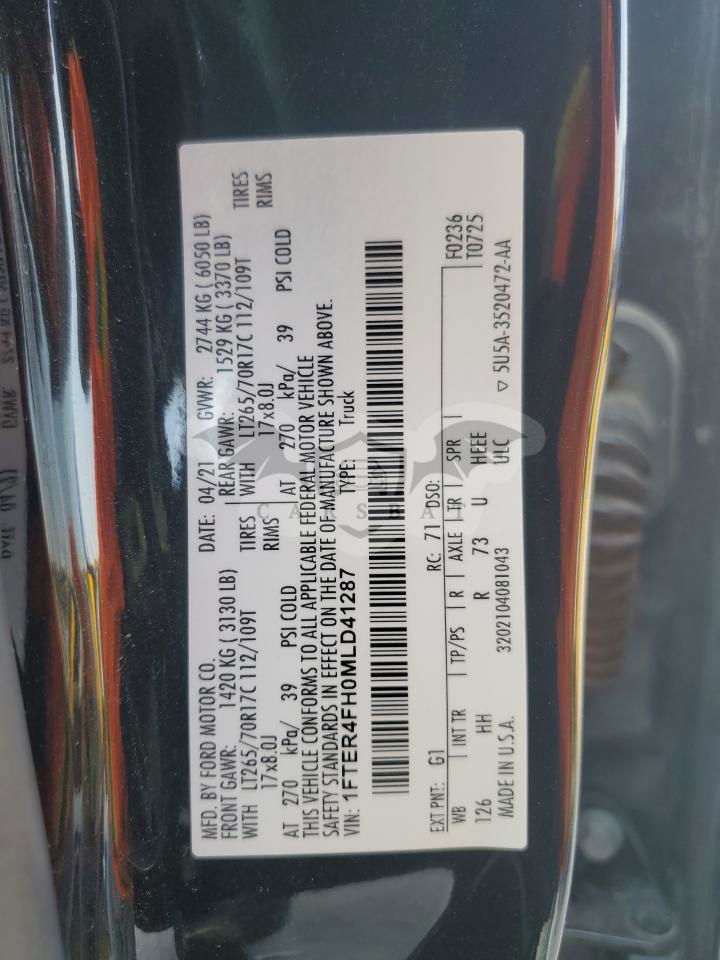 MFD. BY FORD MOTOR CO.
DATE: 04/21 GVWR: 2744 KG ( 6050 LB)
FRONT GAWR: 1420 KG ( 3130 LB) REAR GAWR: 1529 KG ( 3370 LB)
WITH LT265/70R17C 112/109T TIRES WITH LT265/70R17C 112/109T TIRES
17x8.0J RIMS 17x8.0J RIMS
AT 270 kPa/ 39 PSI COLD AT 270 kPa/ 39 PSI COLD
THIS VEHICLE CONFORMS TO ALL APPLICABLE FEDERAL MOTOR VEHICLE
SAFETY STANDARDS IN EFFECT ON THE DATE OF MANUFACTURE SHOWN ABOVE.
VIN: 1FTER4FH0MLD41287 TYPE: Truck
CARSBAT
EXT PNT: G1 RC: 71 DSO: F0236
WB INT TR TP/PS R AXLE TR SPR T0725
126 HH R 73 U HEEE
MADE IN U.S.A. 3202104081043 ULC ▽ 5U5A-3520472-AA